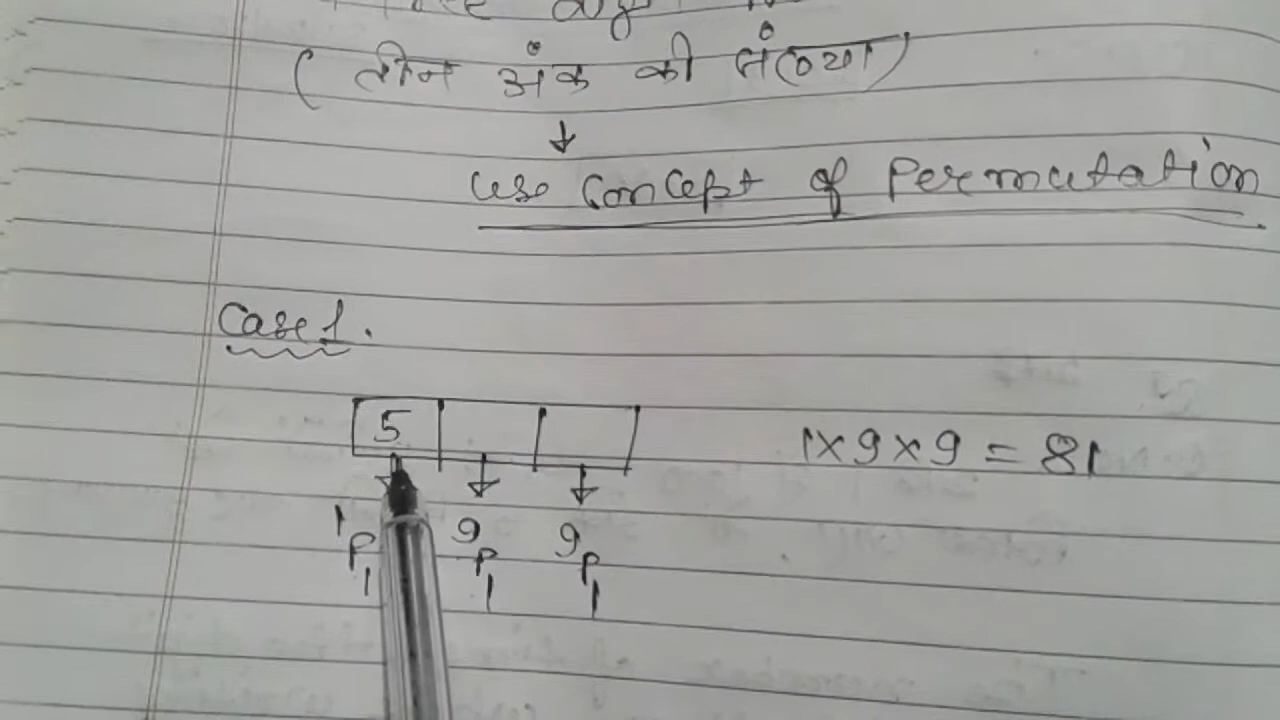 ( तीन अंक की संख्या)
↓
use Concept of Permutation
Case 1.
5
1×9×9 = 81
¹P₁ ⁹P₁ ⁹P₁